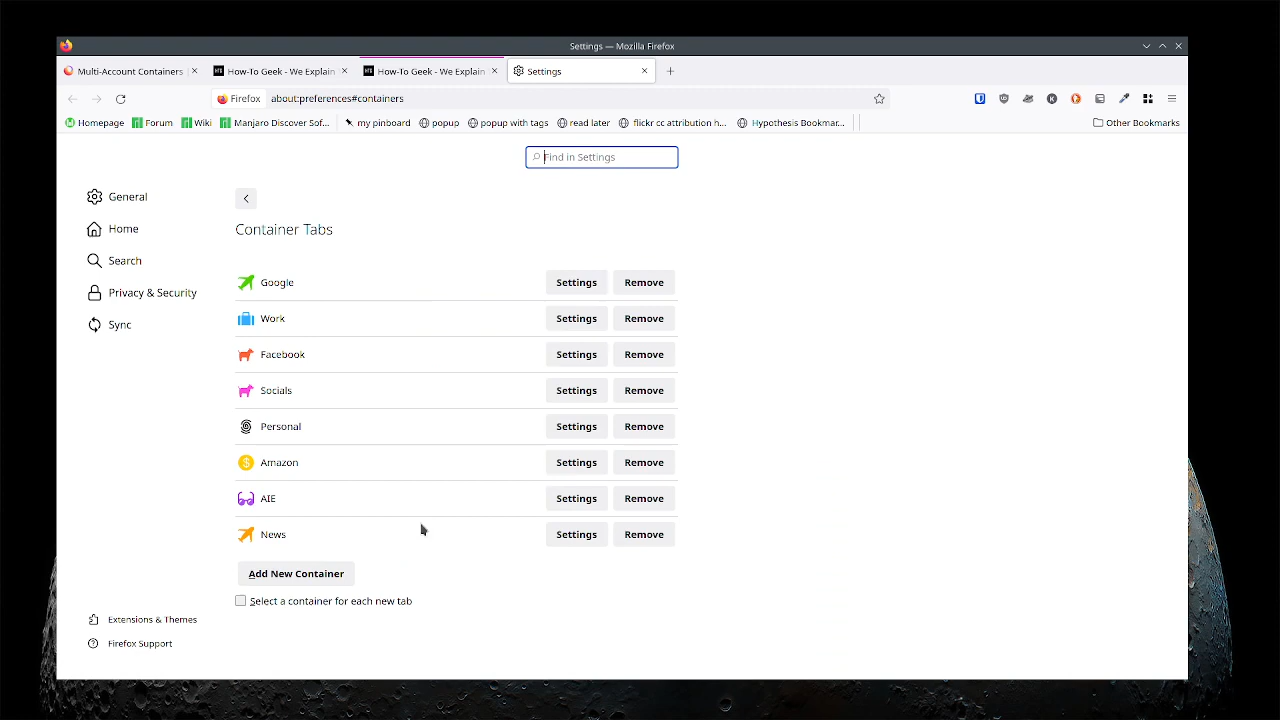 Settings — Mozilla Firefox
Multi-Account Containers
How-To Geek - We Explain
How-To Geek - We Explain
Settings
Firefox
about:preferences#containers
Homepage
Forum
Wiki
Manjaro Discover Sof...
my pinboard
popup
popup with tags
read later
flickr cc attribution h...
Hypothesis Bookmar...
Other Bookmarks
Find in Settings
General
Home
Search
Privacy & Security
Sync
Extensions & Themes
Firefox Support
Container Tabs
Google Settings Remove
Work Settings Remove
Facebook Settings Remove
Socials Settings Remove
Personal Settings Remove
Amazon Settings Remove
AIE Settings Remove
News Settings Remove
Add New Container
Select a container for each new tab